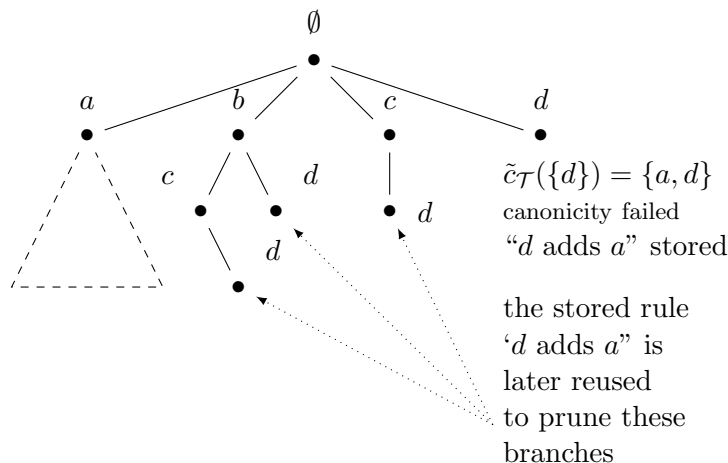 ∅
a
b
c
d
c
d
d
d
c̃𝒯({d}) = {a, d}
canonicity failed
“d adds a” stored
the stored rule
‘d adds a” is
later reused
to prune these
branches